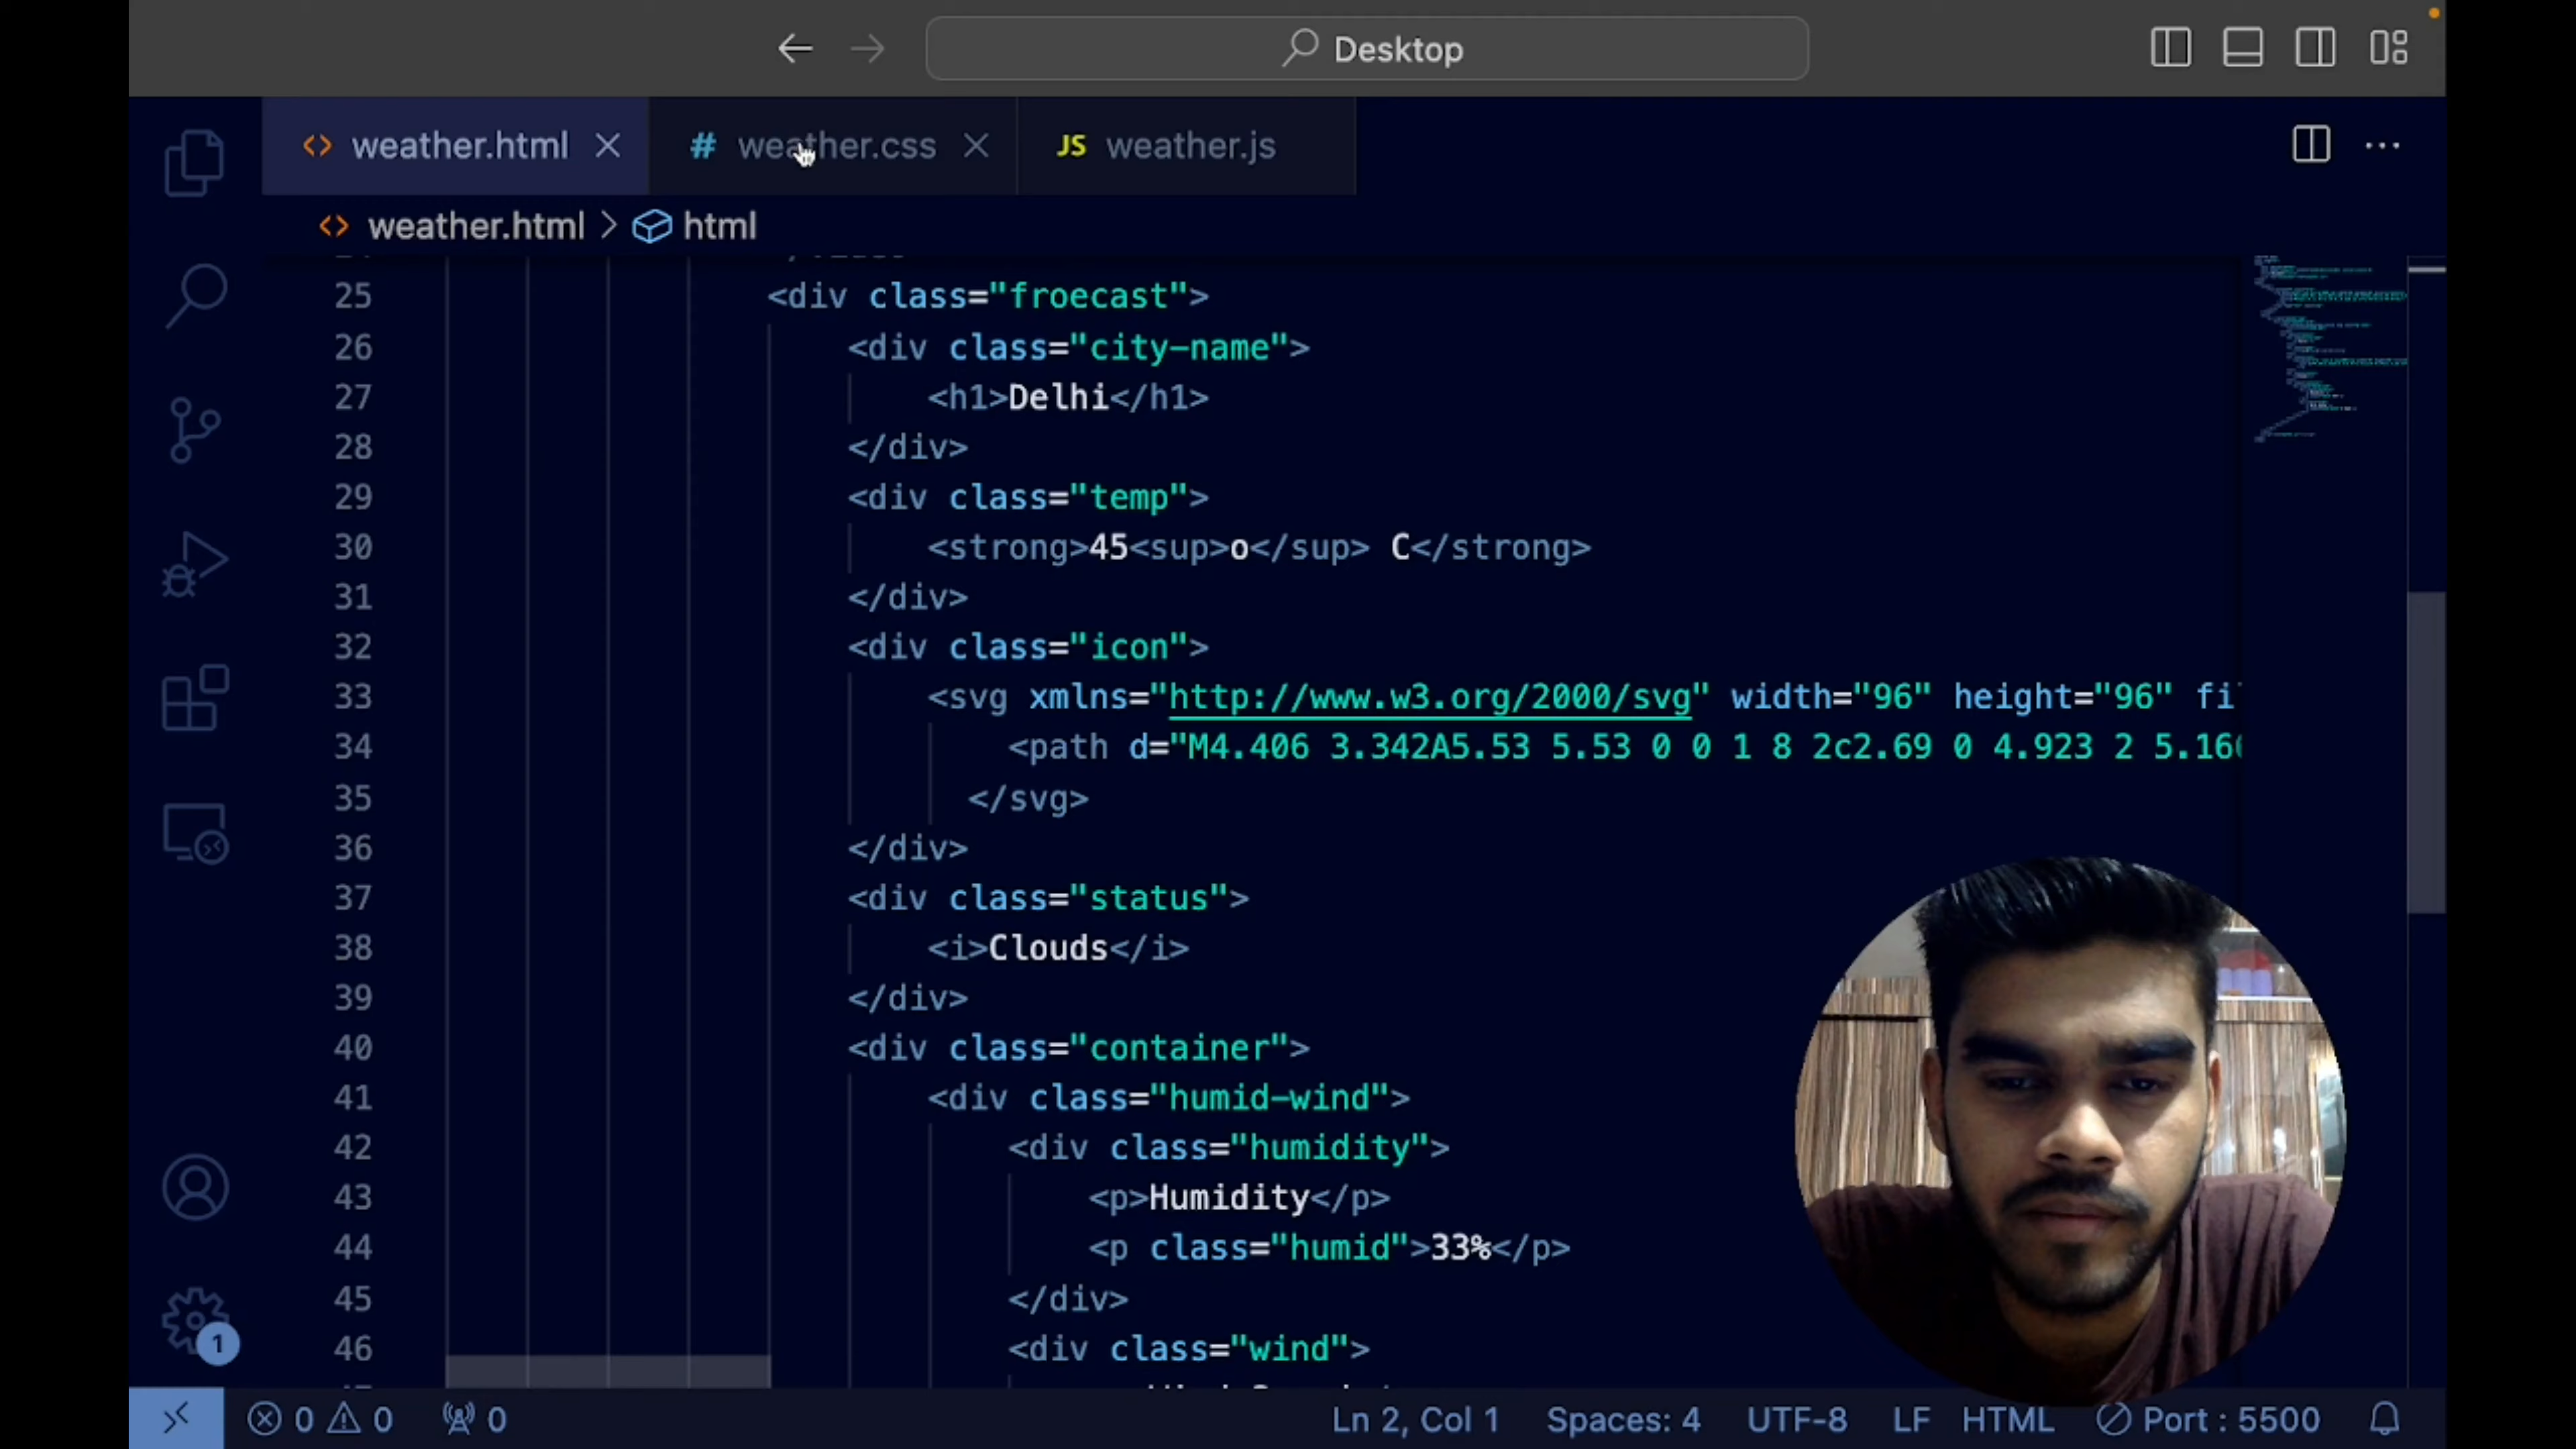 Desktop
weather.html
# weather.css
JS weather.js
weather.html > html
25 <div class="froecast">
26 <div class="city-name">
27 <h1>Delhi</h1>
28 </div>
29 <div class="temp">
30 <strong>45<sup>o</sup> C</strong>
31 </div>
32 <div class="icon">
33 <svg xmlns="http://www.w3.org/2000/svg" width="96" height="96"
34 <path d="M4.406 3.342A5.53 5.53 0 0 1 8 2c2.69 0 4.923 2
35 </svg>
36 </div>
37 <div class="status">
38 <i>Clouds</i>
39 </div>
40 <div class="container">
41 <div class="humid-wind">
42 <div class="humidity">
43 <p>Humidity</p>
44 <p class="humid">33%</p>
45 </div>
46 <div class="wind">
1
0 0 0 Ln 2, Col 1 Spaces: 4 UTF-8 LF HTML Port : 5500